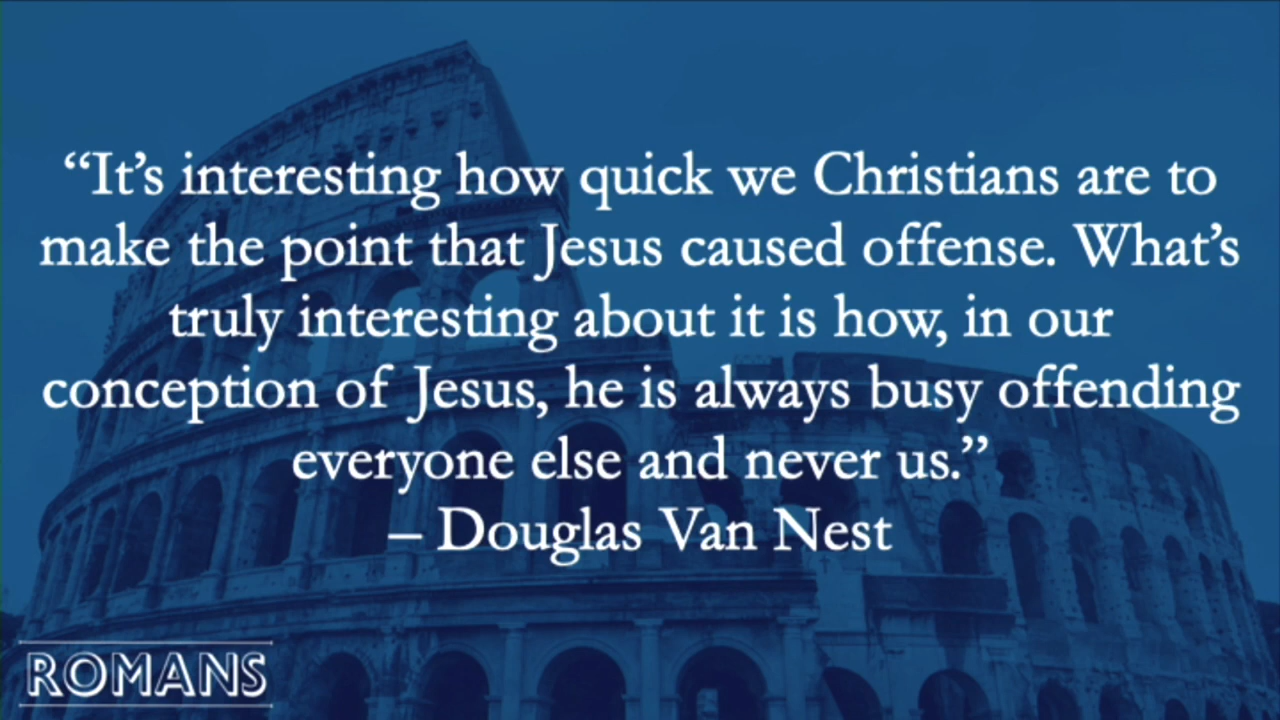 “It’s interesting how quick we Christians are to
make the point that Jesus caused offense. What’s
truly interesting about it is how, in our
conception of Jesus, he is always busy offending
everyone else and never us.”
– Douglas Van Nest
ROMANS